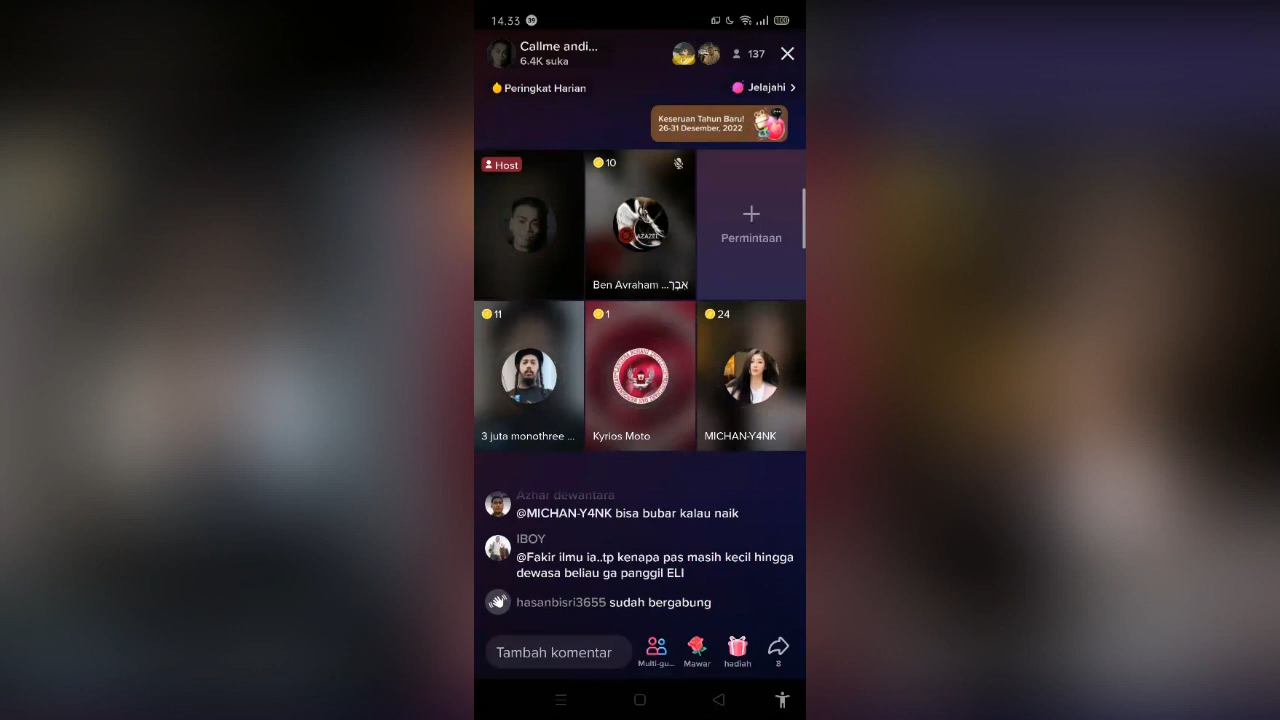 14.33
Callme andi...
6.4K suka
137
Peringkat Harian
Jelajahi
Keseruan Tahun Baru!
26-31 Desember, 2022
Host
10
AZAZEL
Permintaan
Ben Avraham ...אבֶר
11
1
24
3 juta monothree ...
Kyrios Moto
MICHAN-Y4NK
Azhar dewantara
@MICHAN-Y4NK bisa bubar kalau naik
IBOY
@Fakir ilmu ia..tp kenapa pas masih kecil hingga
dewasa beliau ga panggil ELI
hasanbisri3655 sudah bergabung
Tambah komentar
Multi-gu...
Mawar
hadiah
8